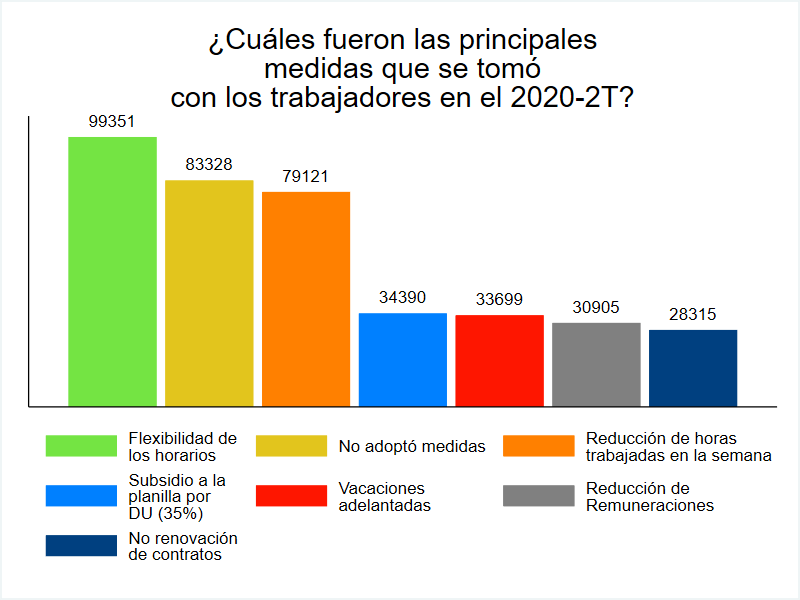 ¿Cuáles fueron las principales
medidas que se tomó
con los trabajadores en el 2020-2T?
99351
83328
79121
34390
33699
30905
28315
Flexibilidad de
los horarios
No adoptó medidas
Reducción de horas
trabajadas en la semana
Subsidio a la
planilla por
DU (35%)
Vacaciones
adelantadas
Reducción de
Remuneraciones
No renovación
de contratos